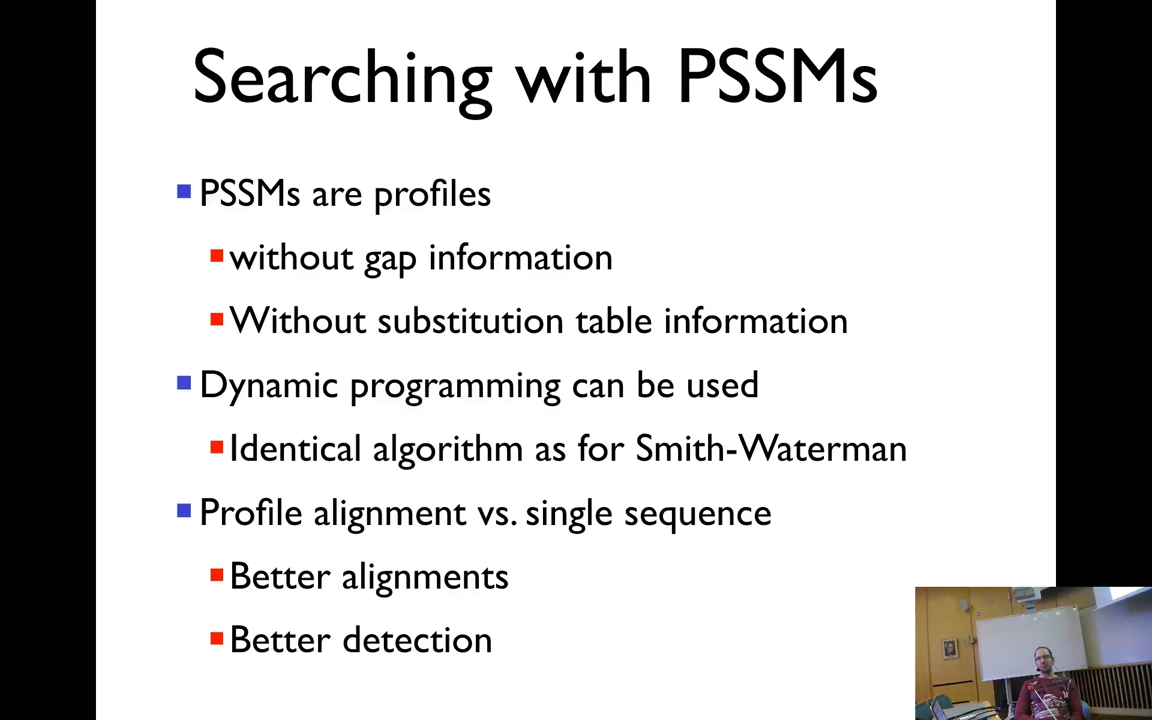 Searching with PSSMs
PSSMs are profiles
without gap information
Without substitution table information
Dynamic programming can be used
Identical algorithm as for Smith-Waterman
Profile alignment vs. single sequence
Better alignments
Better detection